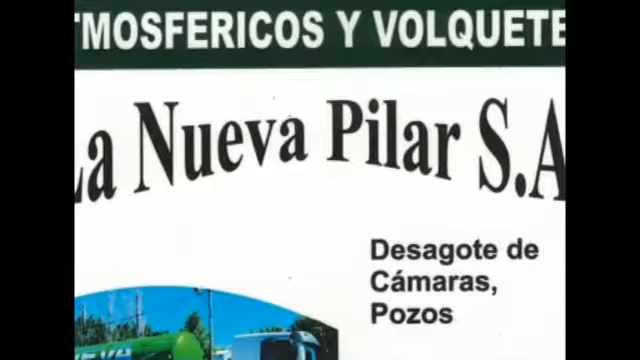 TMOSFERICOS Y VOLQUETE
La Nueva Pilar S.A
Desagote de
Cámaras,
Pozos